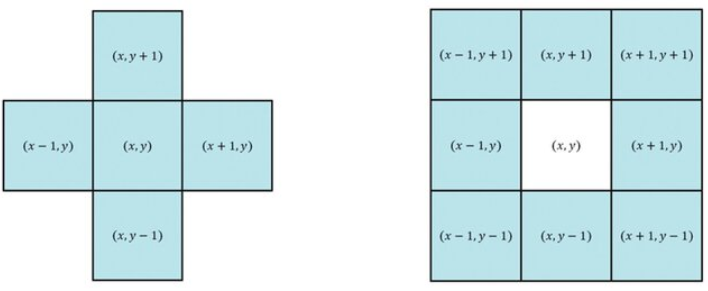 (x, y + 1)
(x − 1, y) (x, y) (x + 1, y)
(x, y − 1)
(x − 1, y + 1) (x, y + 1) (x + 1, y + 1)
(x − 1, y) (x, y) (x + 1, y)
(x − 1, y − 1) (x, y − 1) (x + 1, y − 1)